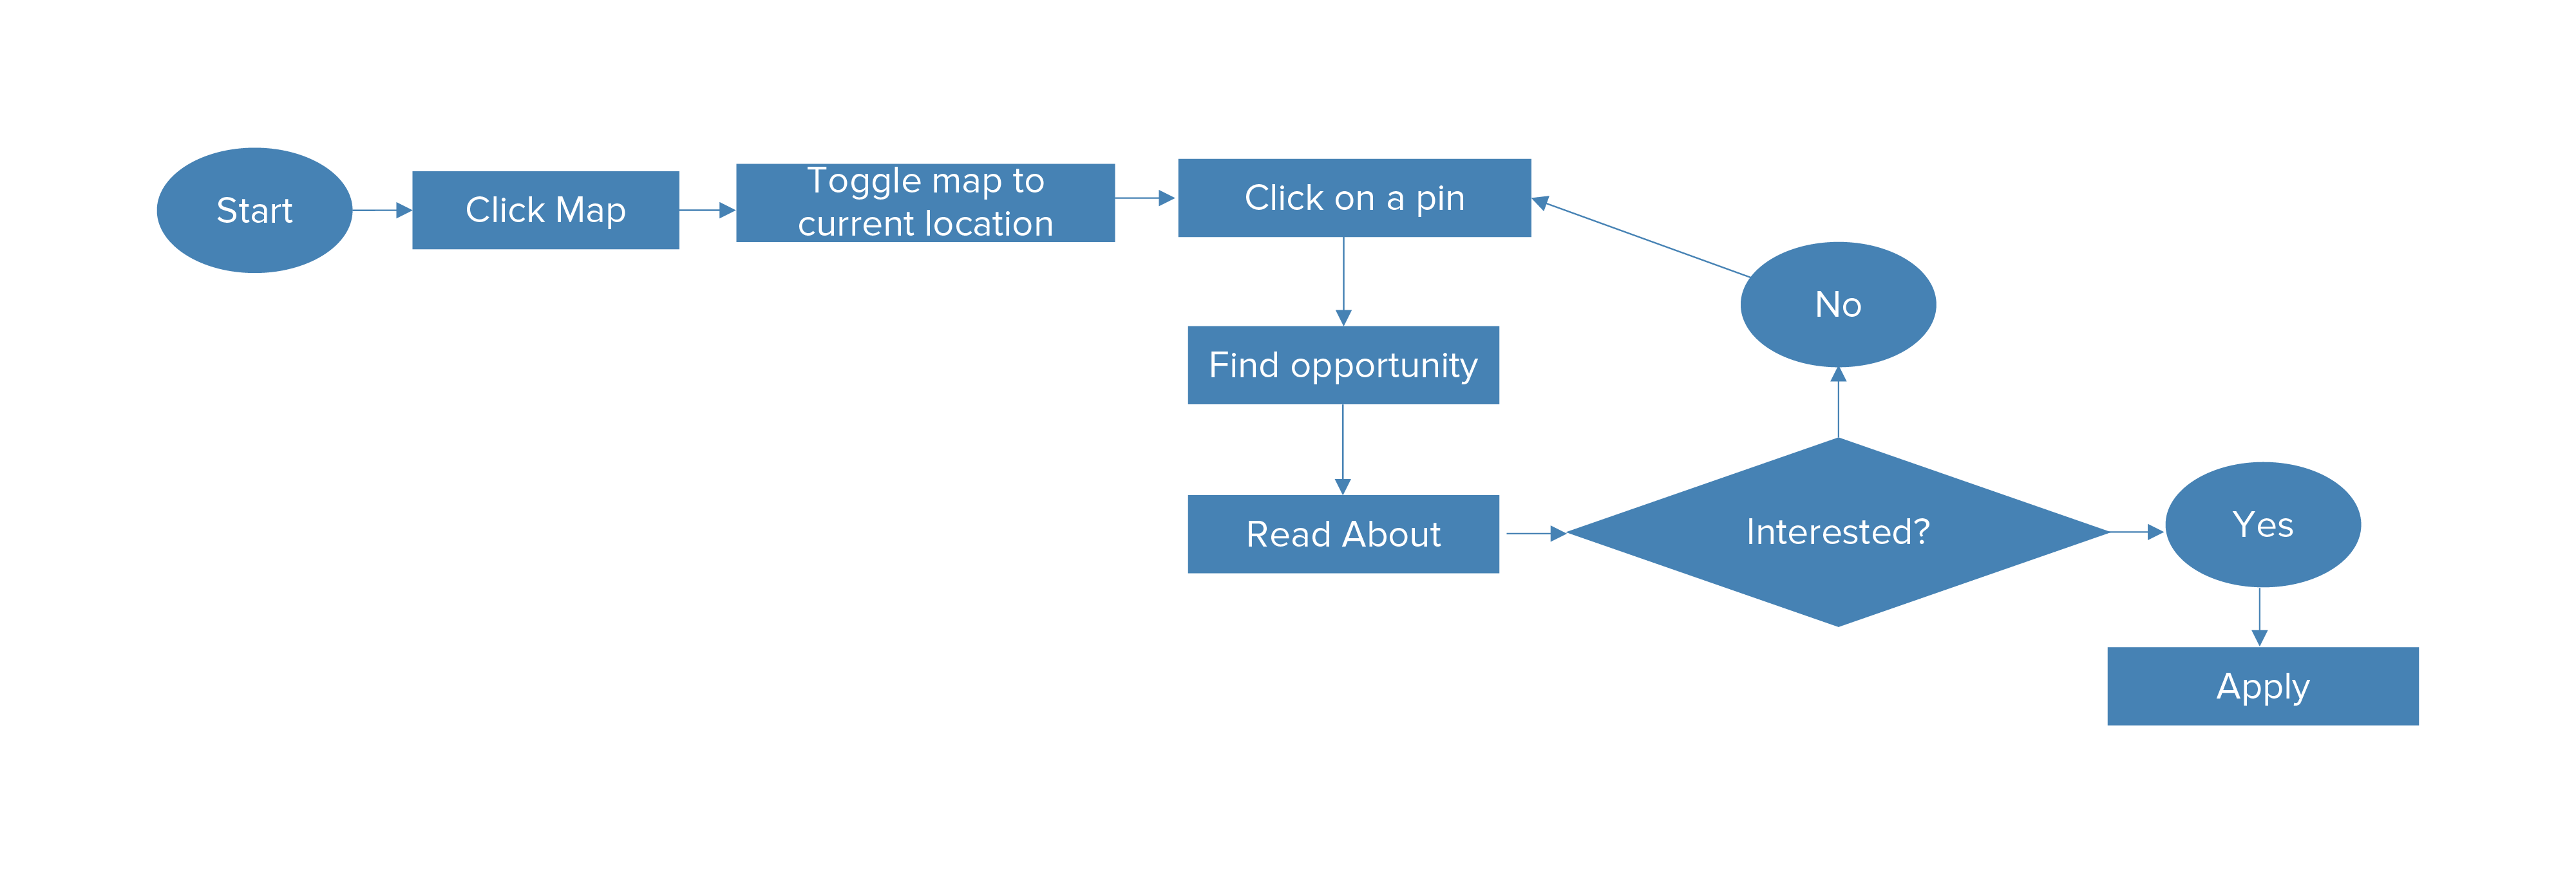 Start
Click Map
Toggle map to
current location
Click on a pin
Find opportunity
Read About
Interested?
No
Yes
Apply